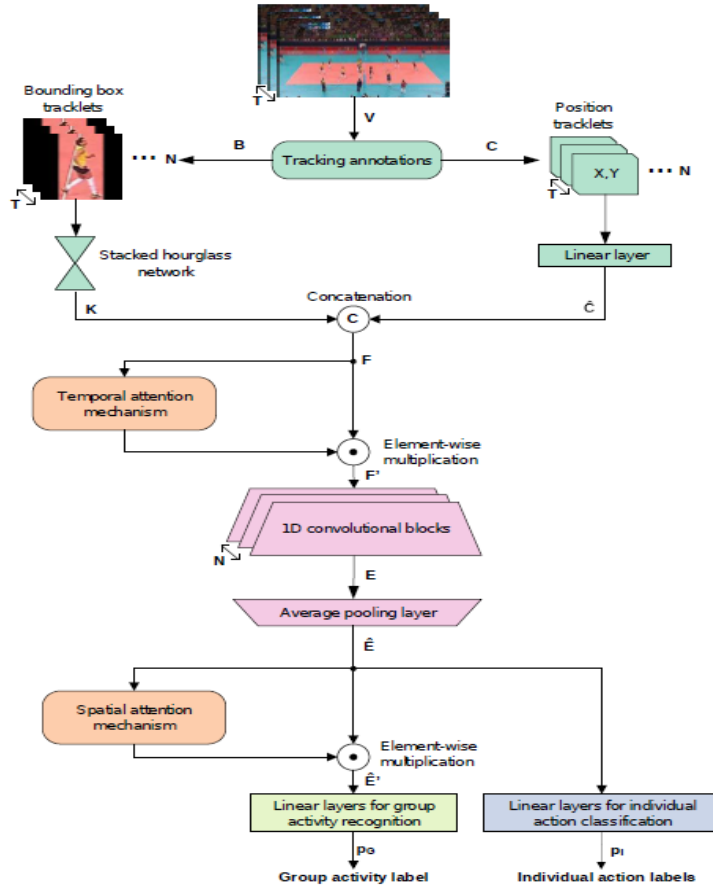 T
V
Bounding box
tracklets
Position
tracklets
B
Tracking annotations
C
... N
X,Y
... N
T
T
Stacked hourglass
network
Linear layer
Concatenation
K
C
Ĉ
F
Temporal attention
mechanism
Element-wise
multiplication
F'
1D convolutional blocks
N
E
Average pooling layer
Ê
Spatial attention
mechanism
Element-wise
multiplication
Ê'
Linear layers for group
activity recognition
Linear layers for individual
action classification
pG
pI
Group activity label
Individual action labels